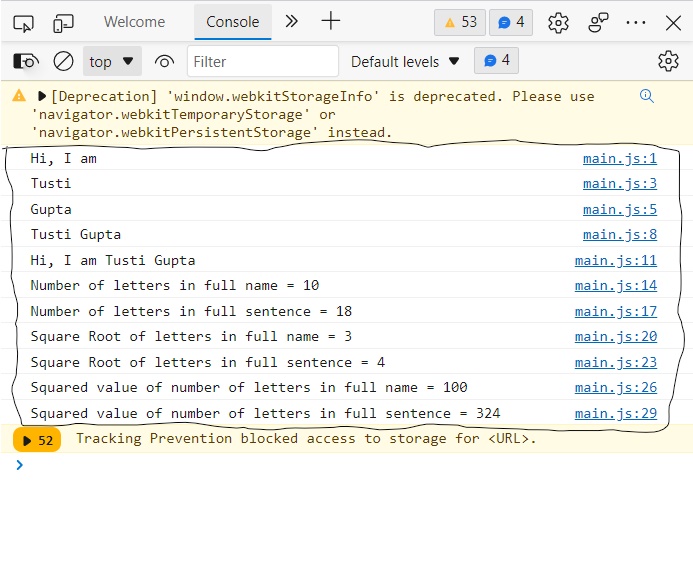 Welcome Console 53 4
top Filter Default levels 4
[Deprecation] 'window.webkitStorageInfo' is deprecated. Please use
'navigator.webkitTemporaryStorage' or
'navigator.webkitPersistentStorage' instead.
Hi, I am main.js:1
Tusti main.js:3
Gupta main.js:5
Tusti Gupta main.js:8
Hi, I am Tusti Gupta main.js:11
Number of letters in full name = 10 main.js:14
Number of letters in full sentence = 18 main.js:17
Square Root of letters in full name = 3 main.js:20
Square Root of letters in full sentence = 4 main.js:23
Squared value of number of letters in full name = 100 main.js:26
Squared value of number of letters in full sentence = 324 main.js:29
52 Tracking Prevention blocked access to storage for <URL>.